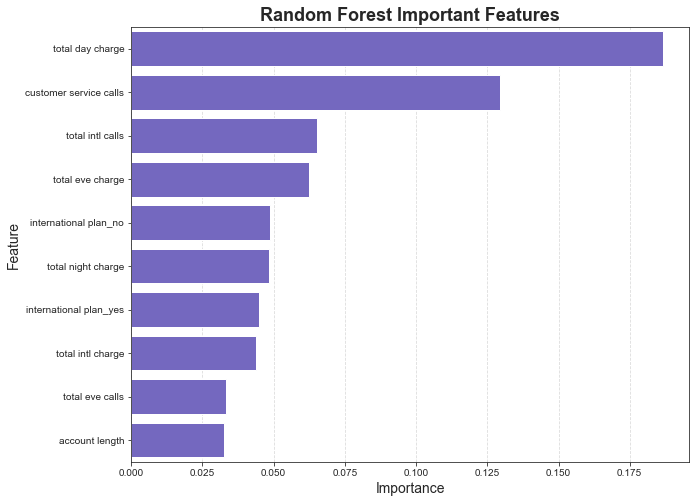 Random Forest Important Features
Feature
total day charge
customer service calls
total intl calls
total eve charge
international plan_no
total night charge
international plan_yes
total intl charge
total eve calls
account length
0.000 0.025 0.050 0.075 0.100 0.125 0.150 0.175
Importance